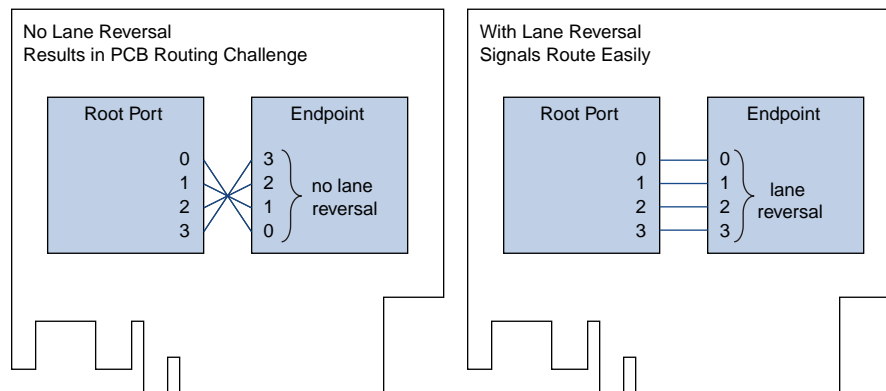 No Lane Reversal
Results in PCB Routing Challenge
Root Port
Endpoint
0
1
2
3
3
2
1
0
no lane
reversal
With Lane Reversal
Signals Route Easily
Root Port
Endpoint
0
1
2
3
0
1
2
3
lane
reversal